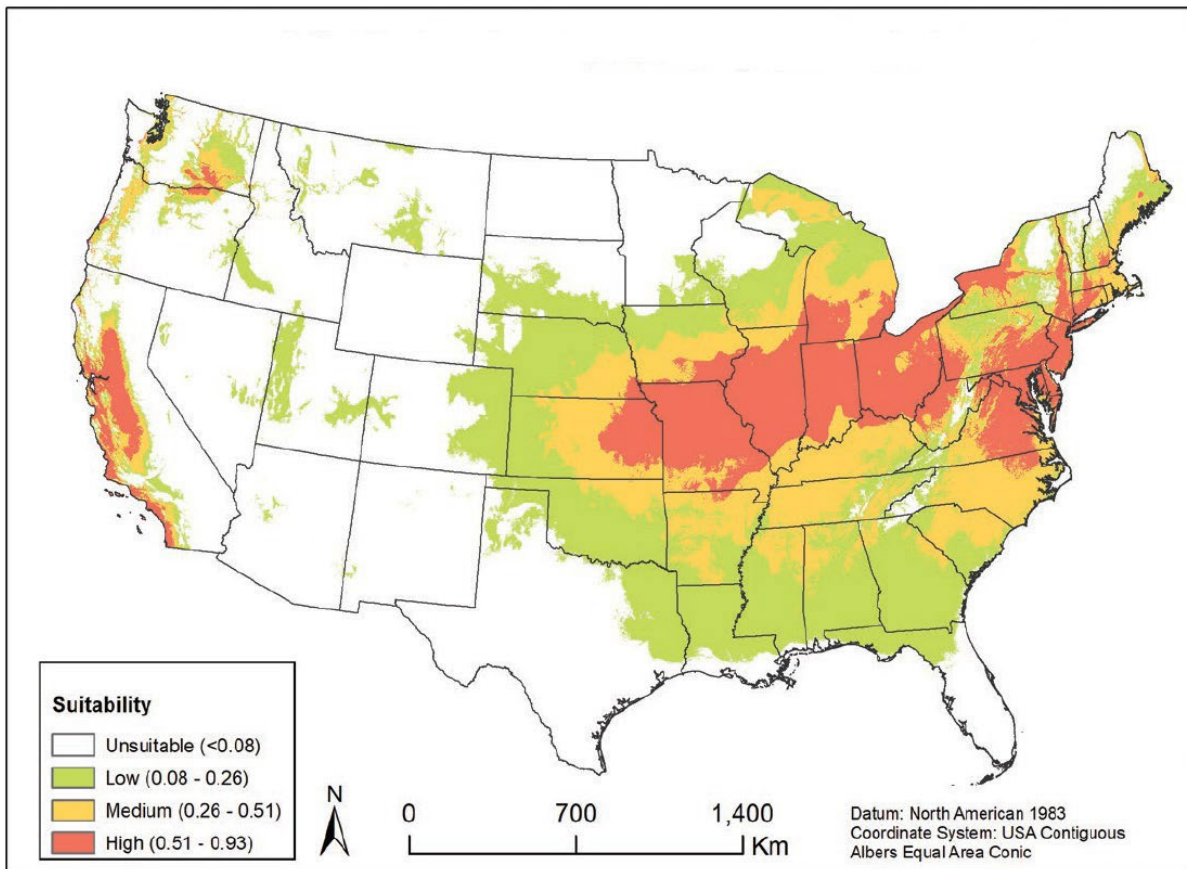 Suitability
Unsuitable (<0.08)
Low (0.08 - 0.26)
Medium (0.26 - 0.51)
High (0.51 - 0.93)
N
0 700 1,400
Km
Datum: North American 1983
Coordinate System: USA Contiguous
Albers Equal Area Conic